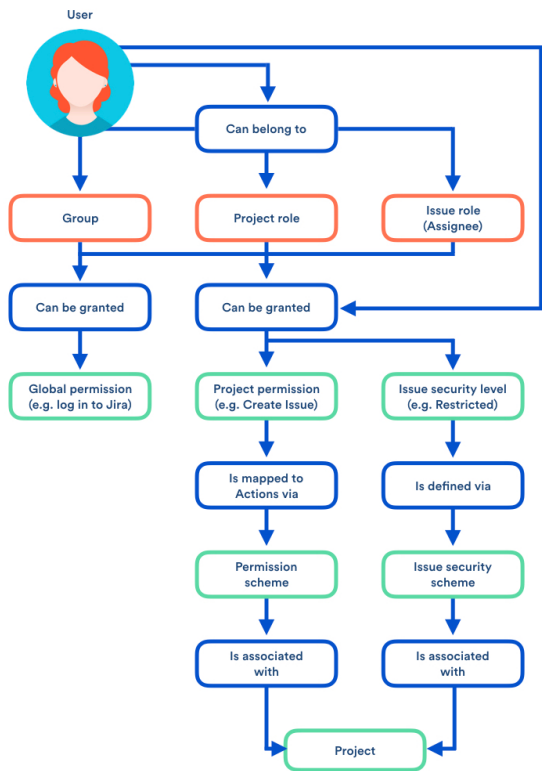 User
Can belong to
Group
Project role
Issue role
(Assignee)
Can be granted
Can be granted
Global permission
(e.g. log in to Jira)
Project permission
(e.g. Create Issue)
Issue security level
(e.g. Restricted)
Is mapped to
Actions via
Is defined via
Permission
scheme
Issue security
scheme
Is associated
with
Is associated
with
Project